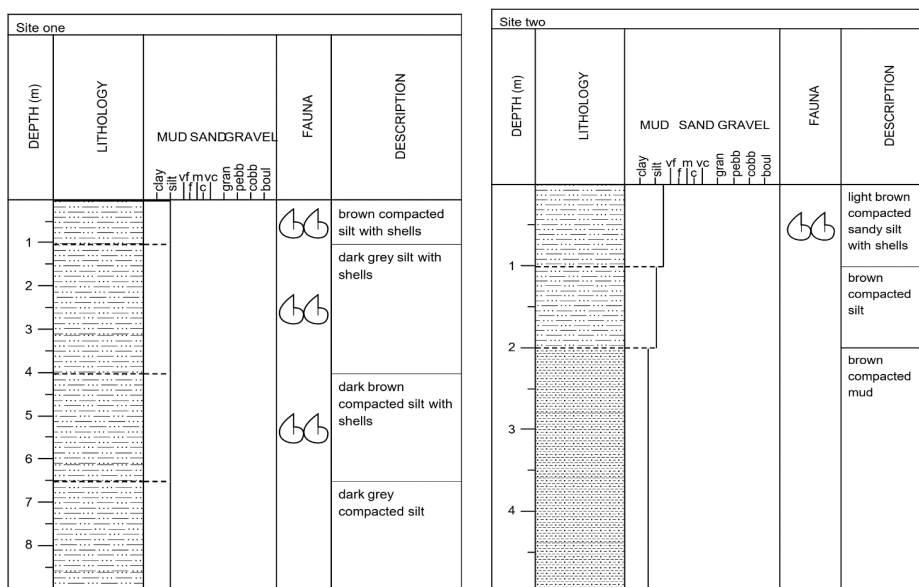 Site one
DEPTH (m)
LITHOLOGY
MUD SAND GRAVEL
clay
silt
vf
f
m
c
vc
gran
pebb
cobb
boul
FAUNA
DESCRIPTION
1
2
3
4
5
6
7
8
brown compacted
silt with shells
dark grey silt with
shells
dark brown
compacted silt with
shells
dark grey
compacted silt
Site two
DEPTH (m)
LITHOLOGY
MUD SAND GRAVEL
clay
silt
vf
f
m
c
vc
gran
pebb
cobb
boul
FAUNA
DESCRIPTION
1
2
3
4
light brown
compacted
sandy silt
with shells
brown
compacted
silt
brown
compacted
mud